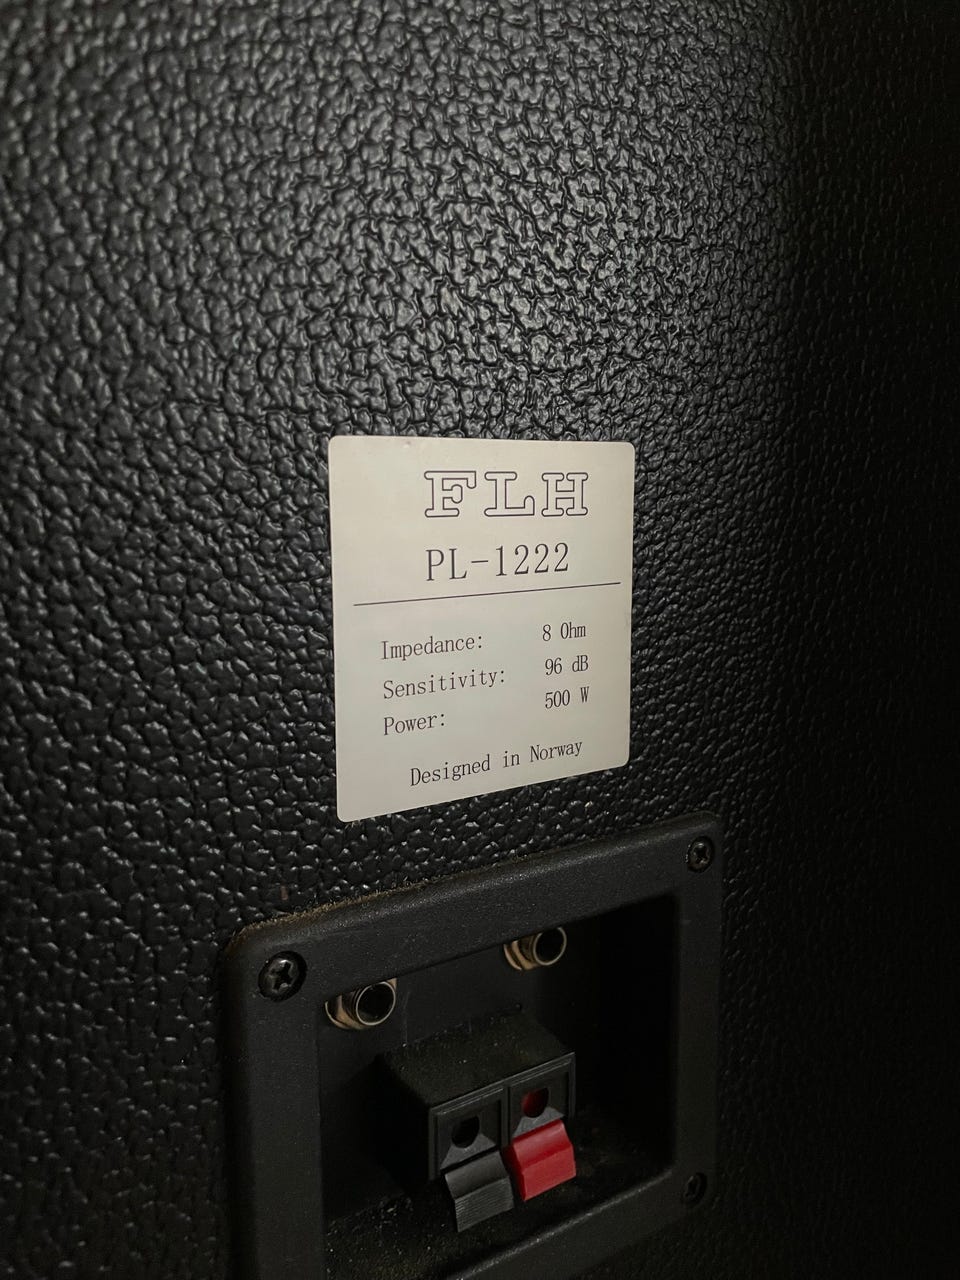 FLH
PL-1222
Impedance: 8 Ohm
Sensitivity: 96 dB
Power: 500 W
Designed in Norway